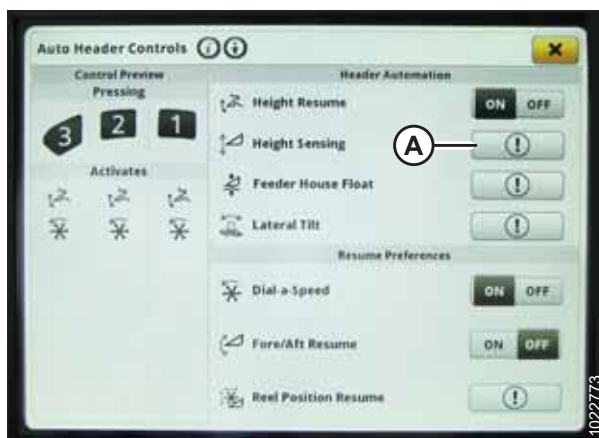 Auto Header Controls
Control Preview
Pressing
3 2 1
Activates
Header Automation
Height Resume ON OFF
Height Sensing
A
Feeder House Float
Lateral Tilt
Resume Preferences
Dial-a-Speed ON OFF
Fore/Aft Resume ON OFF
Reel Position Resume
1022773